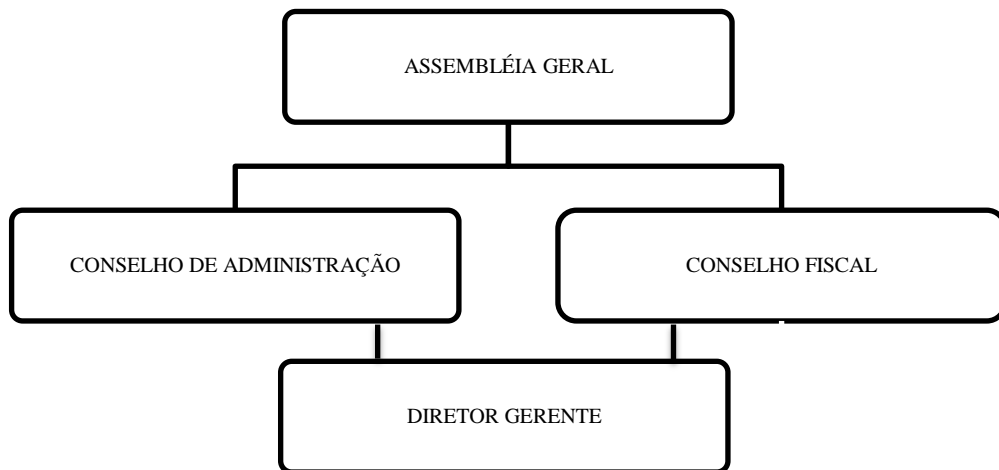 ASSEMBLÉIA GERAL
CONSELHO DE ADMINISTRAÇÃO
CONSELHO FISCAL
DIRETOR GERENTE